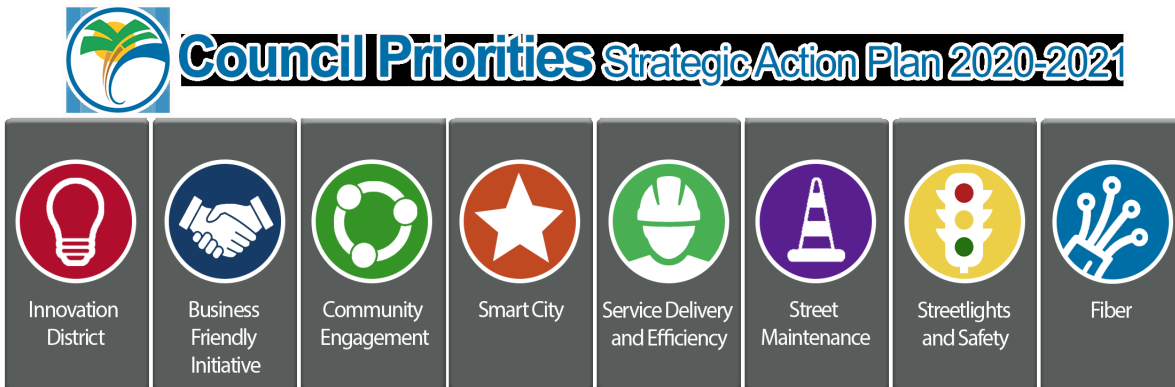 Council Priorities Strategic Action Plan 2020-2021
Innovation
District
Business
Friendly
Initiative
Community
Engagement
Smart City
Service Delivery
and Efficiency
Street
Maintenance
Streetlights
and Safety
Fiber